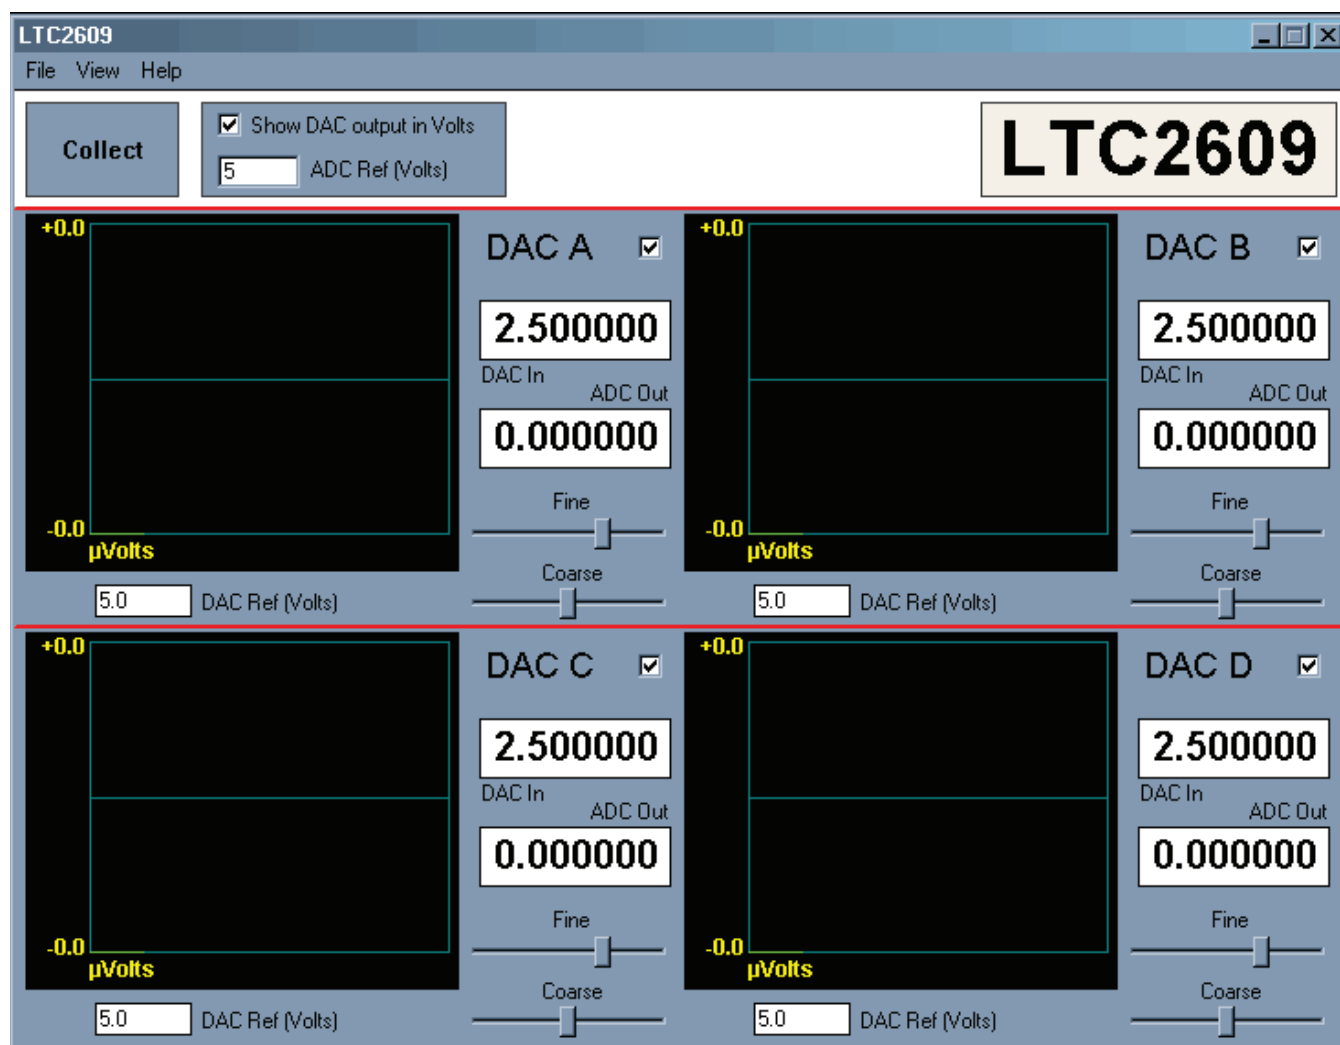 LTC2609
File View Help
Collect
Show DAC output in Volts
5 ADC Ref (Volts)
LTC2609
+0.0
-0.0
µVolts
DAC A
2.500000
DAC In
ADC Out
0.000000
Fine
Coarse
5.0 DAC Ref (Volts)
+0.0
-0.0
µVolts
DAC B
2.500000
DAC In
ADC Out
0.000000
Fine
Coarse
5.0 DAC Ref (Volts)
+0.0
-0.0
µVolts
DAC C
2.500000
DAC In
ADC Out
0.000000
Fine
Coarse
5.0 DAC Ref (Volts)
+0.0
-0.0
µVolts
DAC D
2.500000
DAC In
ADC Out
0.000000
Fine
Coarse
5.0 DAC Ref (Volts)